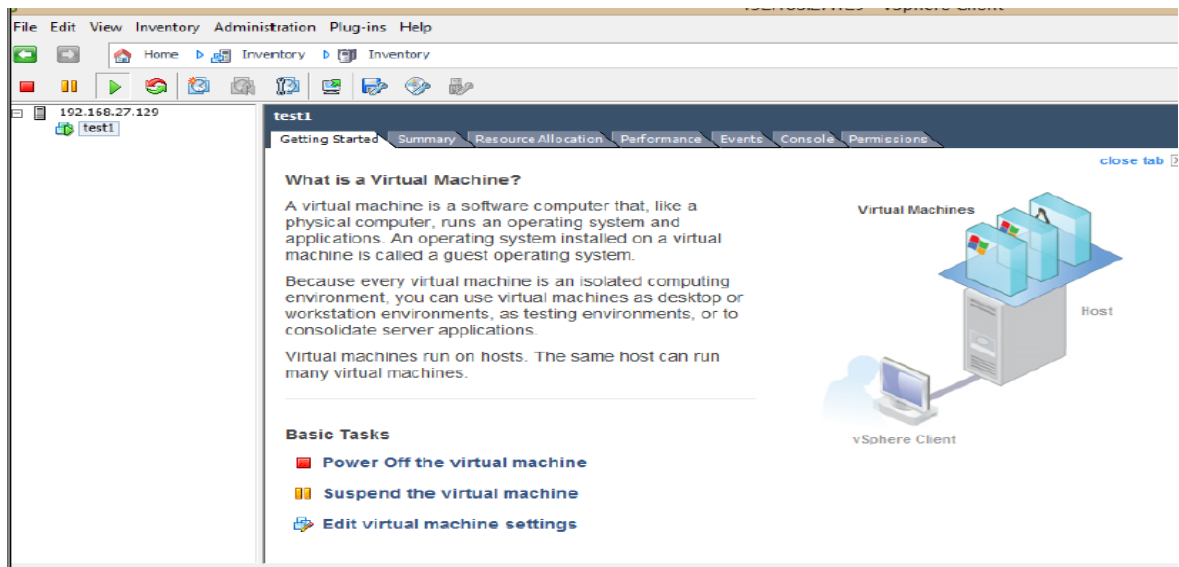 vSphere Client
File Edit View Inventory Administration Plug-ins Help
Home Inventory Inventory
192.168.27.129
test1
test1
Getting Started Summary Resource Allocation Performance Events Console Permissions
close tab
What is a Virtual Machine?
A virtual machine is a software computer that, like a
physical computer, runs an operating system and
applications. An operating system installed on a virtual
machine is called a guest operating system.
Because every virtual machine is an isolated computing
environment, you can use virtual machines as desktop or
workstation environments, as testing environments, or to
consolidate server applications.
Virtual machines run on hosts. The same host can run
many virtual machines.
Virtual Machines
Host
vSphere Client
Basic Tasks
Power Off the virtual machine
Suspend the virtual machine
Edit virtual machine settings